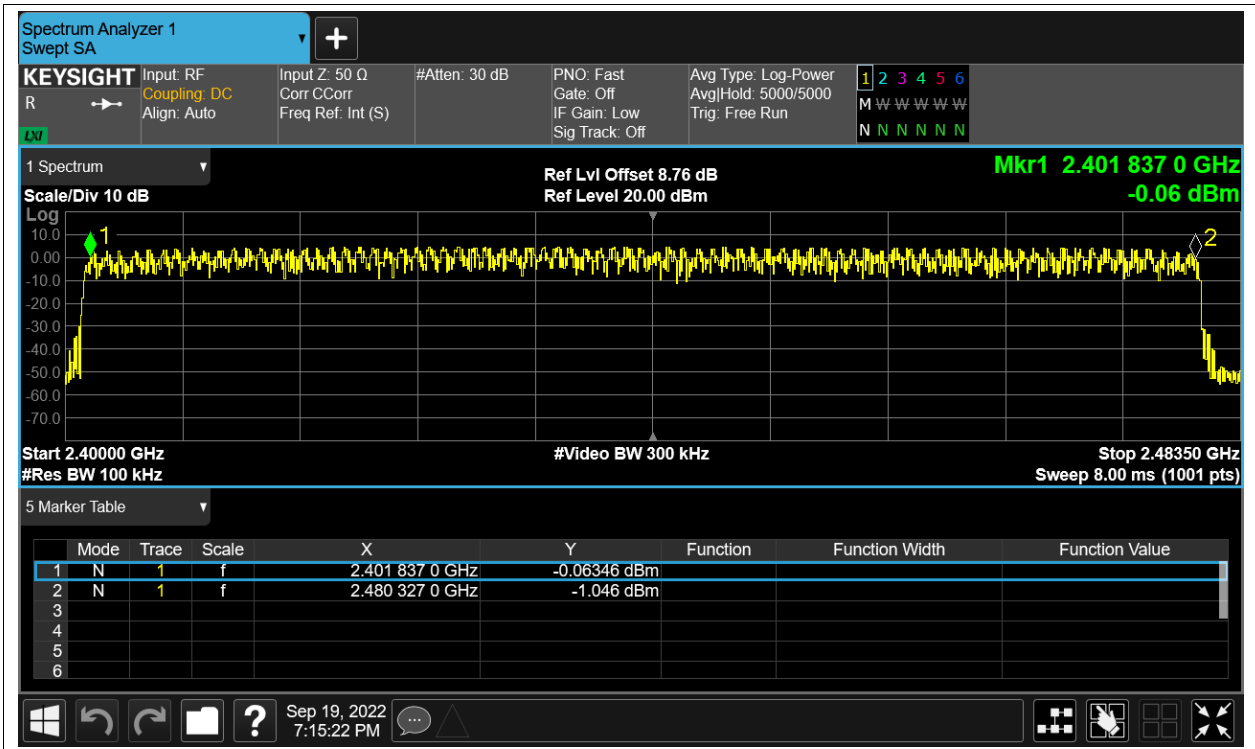 Spectrum Analyzer 1
Swept SA
KEYSIGHT
R
LXI
Input: RF
Coupling: DC
Align: Auto
Input Z: 50 Ω
Corr CCorr
Freq Ref: Int (S)
#Atten: 30 dB
PNO: Fast
Gate: Off
IF Gain: Low
Sig Track: Off
Avg Type: Log-Power
Avg|Hold: 5000/5000
Trig: Free Run
1 2 3 4 5 6
M W W W W W
N N N N N N
1 Spectrum
Scale/Div 10 dB
Ref Lvl Offset 8.76 dB
Ref Level 20.00 dBm
Mkr1 2.401 837 0 GHz
-0.06 dBm
Log
10.0
0.00
-10.0
-20.0
-30.0
-40.0
-50.0
-60.0
-70.0
1
2
Start 2.40000 GHz
#Res BW 100 kHz
#Video BW 300 kHz
Stop 2.48350 GHz
Sweep 8.00 ms (1001 pts)
5 Marker Table
Mode Trace Scale X Y Function Function Width Function Value
1 N 1 f 2.401 837 0 GHz -0.06346 dBm
2 N 1 f 2.480 327 0 GHz -1.046 dBm
3
4
5
6
?
Sep 19, 2022
7:15:22 PM